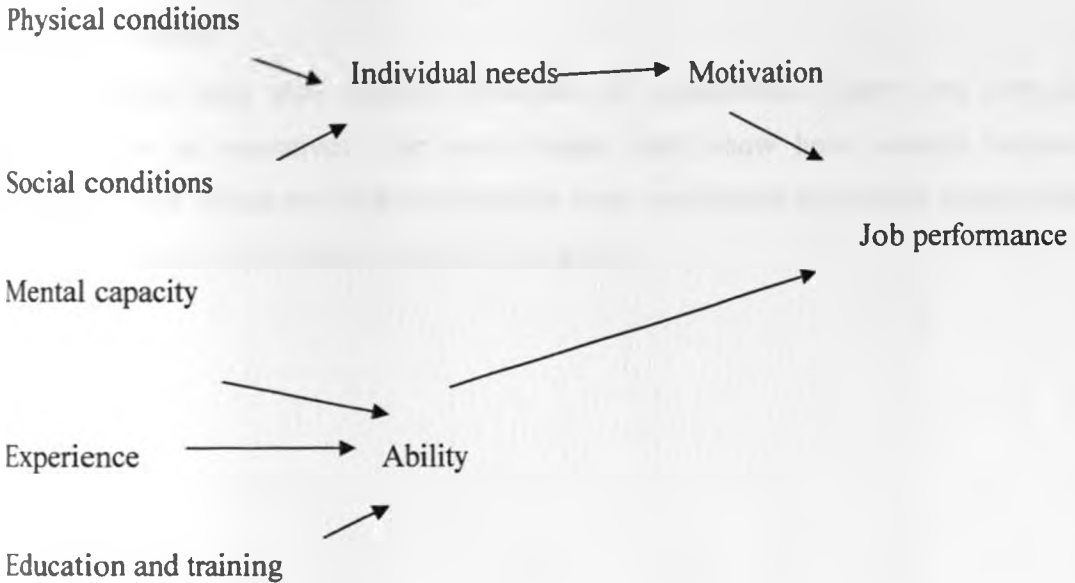 Physical conditions
Individual needs
Motivation
Social conditions
Job performance
Mental capacity
Experience
Ability
Education and training